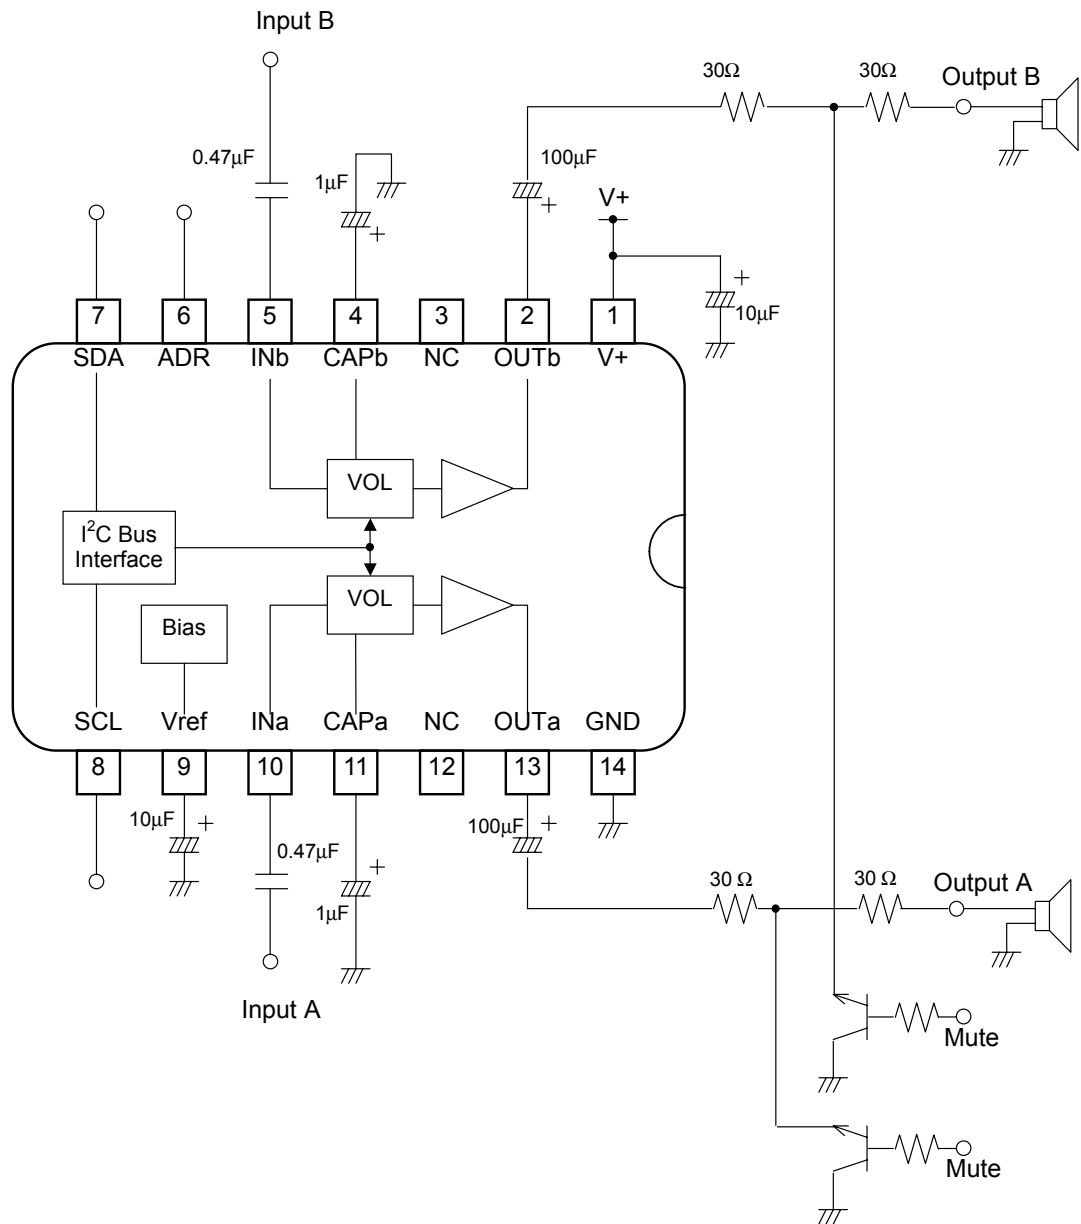 Input B
30Ω
30Ω
Output B
0.47µF
1µF
+
100µF
+
V+
+
10µF
7
6
5
4
3
2
1
SDA
ADR
INb
CAPb
NC
OUTb
V+
VOL
I²C Bus
Interface
VOL
Bias
SCL
Vref
INa
CAPa
NC
OUTa
GND
8
9
10
11
12
13
14
10µF
+
0.47µF
1µF
+
100µF
+
30 Ω
30 Ω
Output A
Input A
Mute
Mute